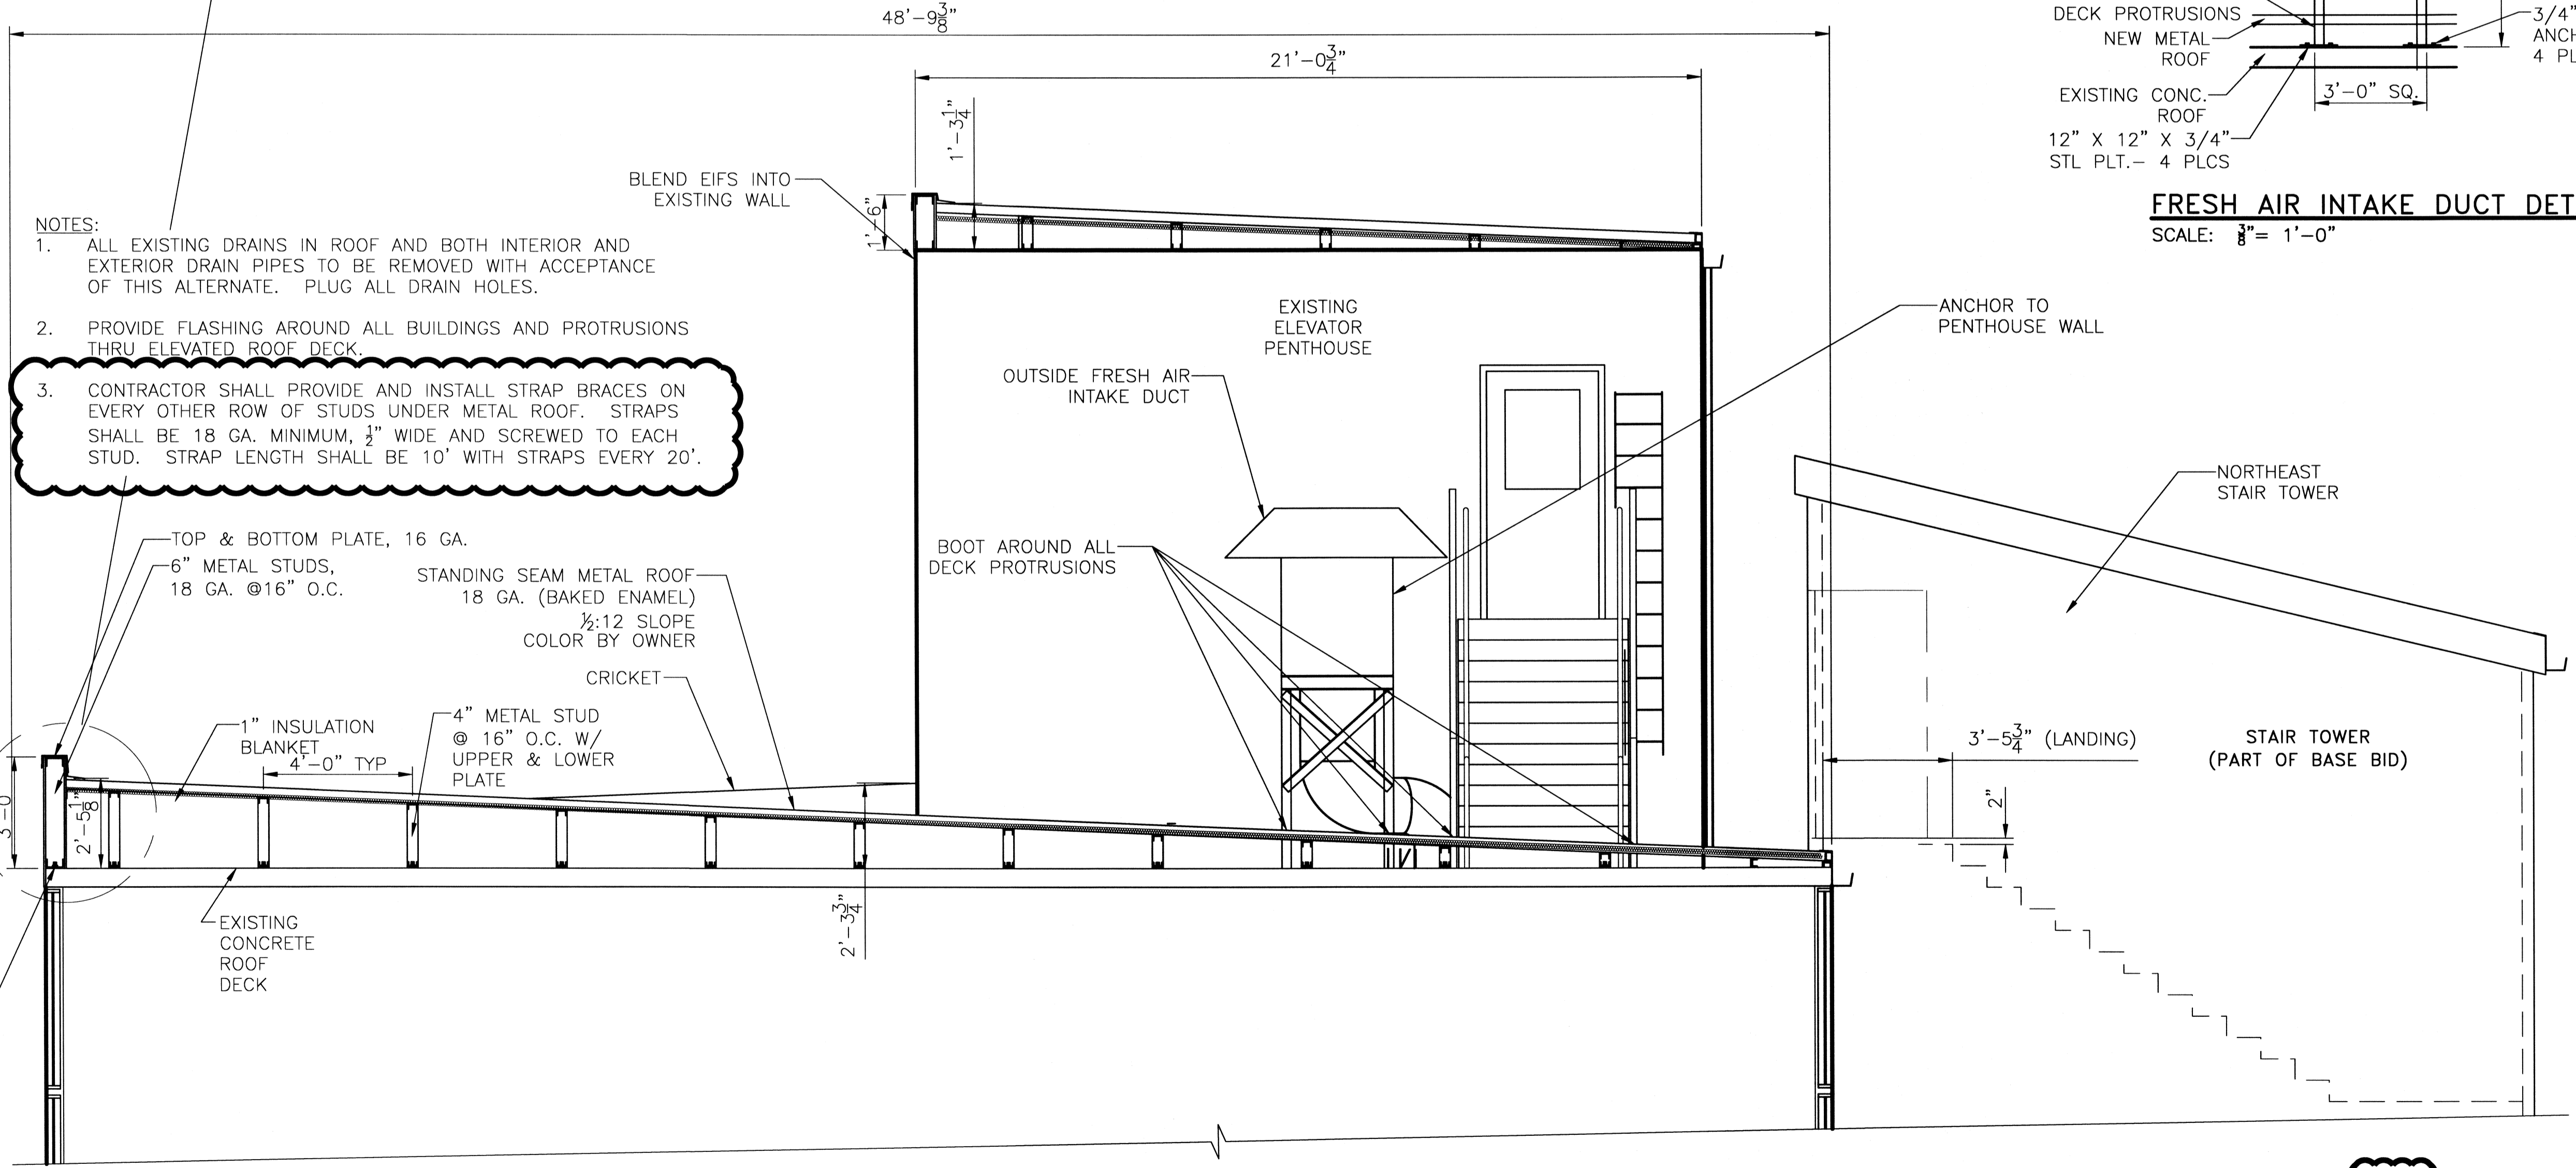 48'-9 3/8"
21'-0 3/4"
1'-3 1/4"
1'-6"
DECK PROTRUSIONS
NEW METAL
ROOF
EXISTING CONC.
ROOF
12" X 12" X 3/4"
STL PLT.- 4 PLCS
3'-0" SQ.
3/4"
4
FRESH AIR INTAKE DUCT
SCALE: 3/8"= 1'-0"
BLEND EIFS INTO
EXISTING WALL
NOTES:
1. ALL EXISTING DRAINS IN ROOF AND BOTH INTERIOR AND
EXTERIOR DRAIN PIPES TO BE REMOVED WITH ACCEPTANCE
OF THIS ALTERNATE. PLUG ALL DRAIN HOLES.
2. PROVIDE FLASHING AROUND ALL BUILDINGS AND PROTRUSIONS
THRU ELEVATED ROOF DECK.
3. CONTRACTOR SHALL PROVIDE AND INSTALL STRAP BRACES ON
EVERY OTHER ROW OF STUDS UNDER METAL ROOF. STRAPS
SHALL BE 18 GA. MINIMUM, 1/2" WIDE AND SCREWED TO EACH
STUD. STRAP LENGTH SHALL BE 10' WITH STRAPS EVERY 20'.
EXISTING
ELEVATOR
PENTHOUSE
ANCHOR TO
PENTHOUSE WALL
OUTSIDE FRESH AIR
INTAKE DUCT
NORTHEAST
STAIR TOWER
TOP & BOTTOM PLATE, 16 GA.
6" METAL STUDS,
18 GA. @16" O.C.
STANDING SEAM METAL ROOF
18 GA. (BAKED ENAMEL)
½:12 SLOPE
COLOR BY OWNER
BOOT AROUND ALL
DECK PROTRUSIONS
CRICKET
1" INSULATION
BLANKET
4'-0" TYP
4" METAL STUD
@ 16" O.C. W/
UPPER & LOWER
PLATE
3'-5 3/4" (LANDING)
STAIR TOWER
(PART OF BASE BID)
2"
2'-5 1/8"
2'-3 3/4"
EXISTING
CONCRETE
ROOF
DECK